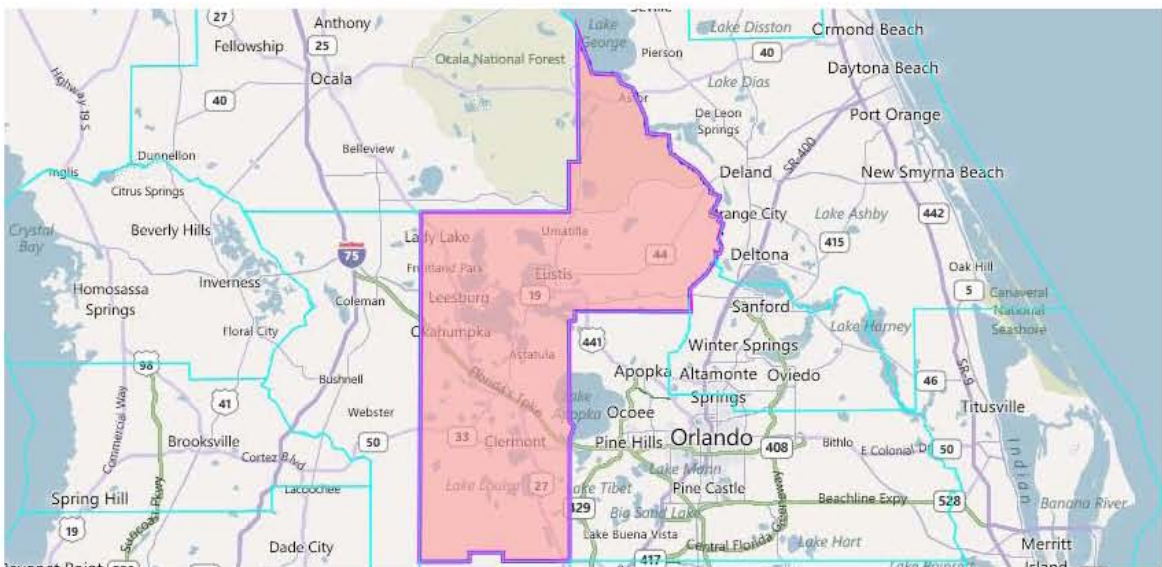 27
Anthony
Fellowship
25
Ocala
Highway 19 S
40
Ocala National Forest
Lake
George
Seville
Pierson
Lake Disston
40
Ormond Beach
Lake Dias
Daytona Beach
Astor
De Leon
Springs
Port Orange
SR-400
Dunnellon
Belleview
Inglis
Citrus Springs
Deland
New Smyrna Beach
Crystal
Bay
Beverly Hills
Lady Lake
Umatilla
Orange City
Lake Ashby
442
75
415
Fruitland Park
44
Deltona
Eustis
Inverness
Homosassa
Springs
Coleman
Leesburg
19
Oak Hill
5
Canaveral
National
Seashore
Sanford
Floral City
Okahumpka
441
Lake Harney
Winter Springs
Astatula
98
Bushnell
Florida's Tpke
Apopka
Altamonte
Springs
Oviedo
46
SR-9
41
Webster
Lake
Apopka
Ocoee
Titusville
Commercial Way
Brooksville
50
33
Clermont
Pine Hills
Orlando
408
Bithlo
E Colonial Dr
50
Cortez Blvd
Lake Mann
Spring Hill
Lacoochee
Lake Louisa
27
Lake Tibet
Pine Castle
Beachline Expy
528
Indian
Banana River
19
Suncoast Pkwy
429
Big Sand Lake
Dade City
Lake Buena Vista
Central Florida
Greeneway
Lake Hart
Merritt
Island
417